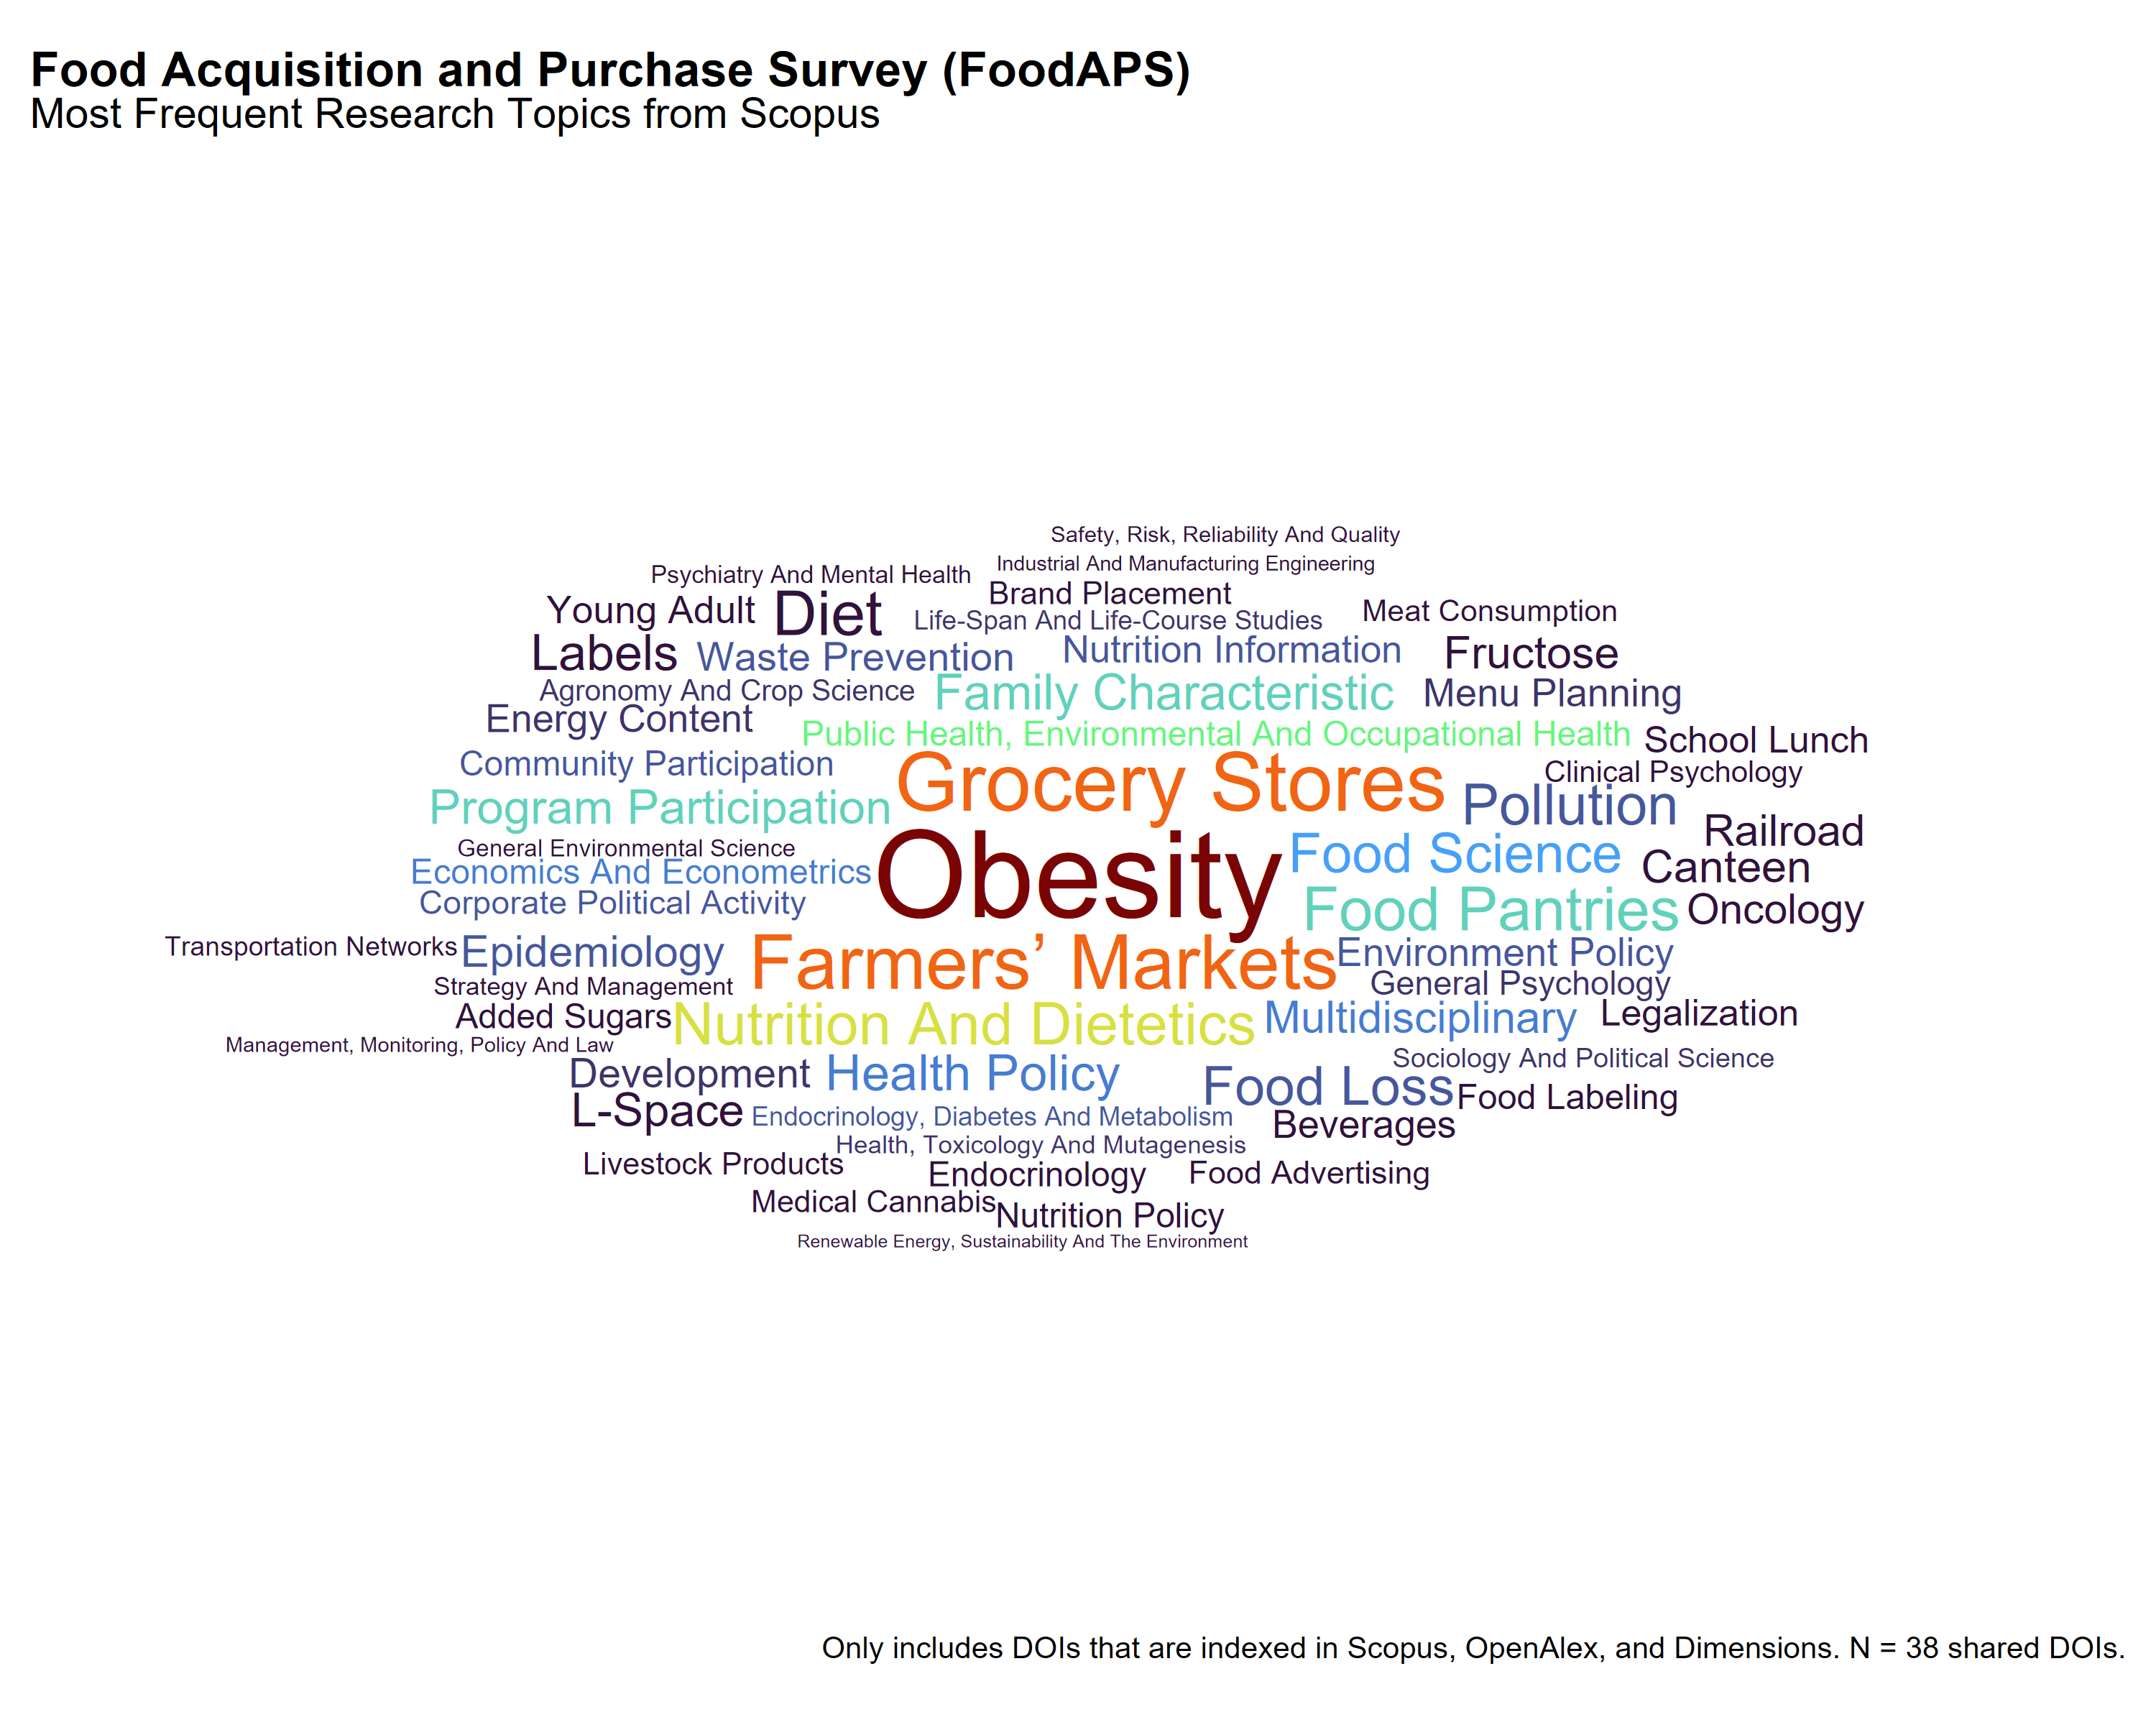 Food Acquisition and Purchase Survey (FoodAPS)
Most Frequent Research Topics from Scopus
Safety, Risk, Reliability And Quality
Industrial And Manufacturing Engineering
Psychiatry And Mental Health
Brand Placement
Young Adult
Diet
Life-Span And Life-Course Studies
Meat Consumption
Labels
Waste Prevention
Nutrition Information
Fructose
Agronomy And Crop Science
Family Characteristic
Menu Planning
Energy Content
Public Health, Environmental And Occupational Health
School Lunch
Community Participation
Grocery Stores
Clinical Psychology
Program Participation
Pollution
Railroad
General Environmental Science
Obesity
Food Science
Canteen
Economics And Econometrics
Corporate Political Activity
Food Pantries
Oncology
Transportation Networks
Epidemiology
Farmers’ Markets
Environment Policy
Strategy And Management
General Psychology
Added Sugars
Nutrition And Dietetics
Multidisciplinary
Legalization
Management, Monitoring, Policy And Law
Sociology And Political Science
Development
Health Policy
Food Loss
Food Labeling
L-Space
Endocrinology, Diabetes And Metabolism
Beverages
Health, Toxicology And Mutagenesis
Livestock Products
Endocrinology
Food Advertising
Medical Cannabis
Nutrition Policy
Renewable Energy, Sustainability And The Environment
Only includes DOIs that are indexed in Scopus, OpenAlex, and Dimensions. N = 38 shared DOIs.